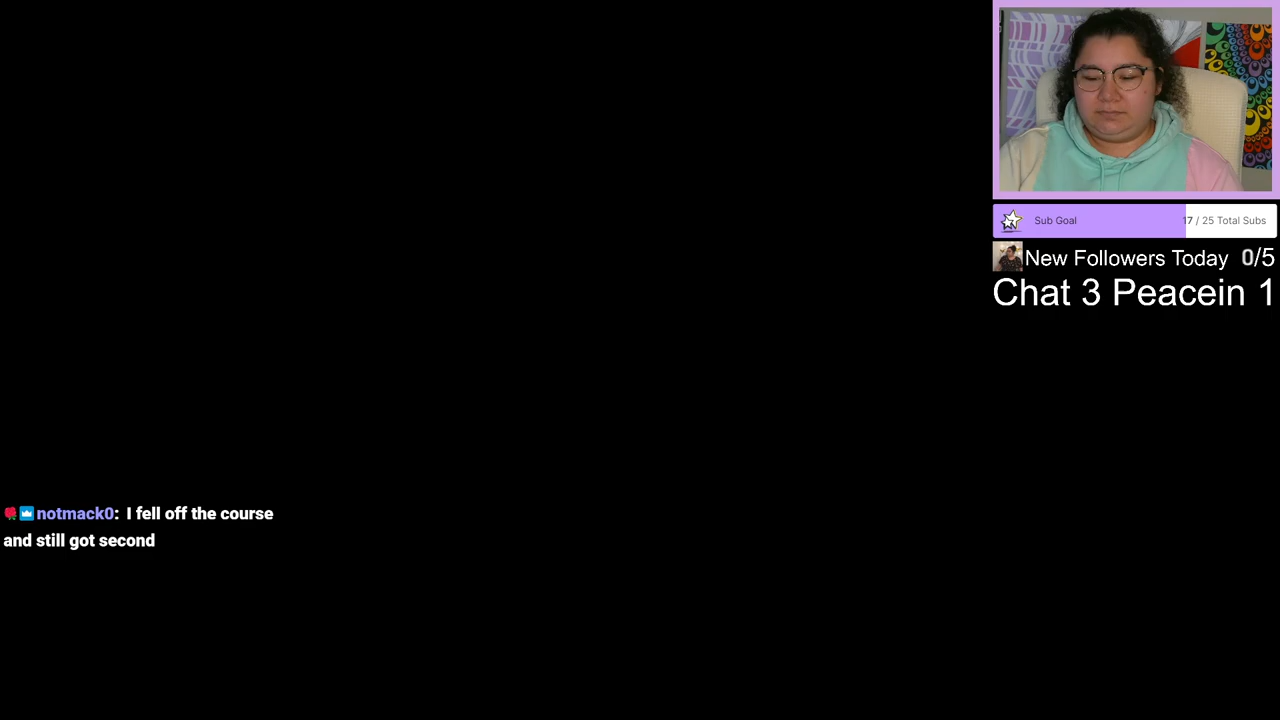 Sub Goal 17 / 25 Total Subs
New Followers Today 0/5
Chat 3 Peacein 1
notmack0: I fell off the course
and still got second